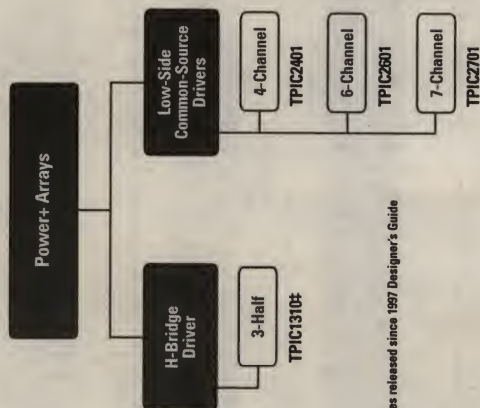 Power+ Arrays
H-Bridge
Driver
3-Half
TPIC1310‡
Low-Side
Common-Source
Drivers
4-Channel
TPIC2401
6-Channel
TPIC2601
7-Channel
TPIC2701
es released since 1997 Designer's Guide